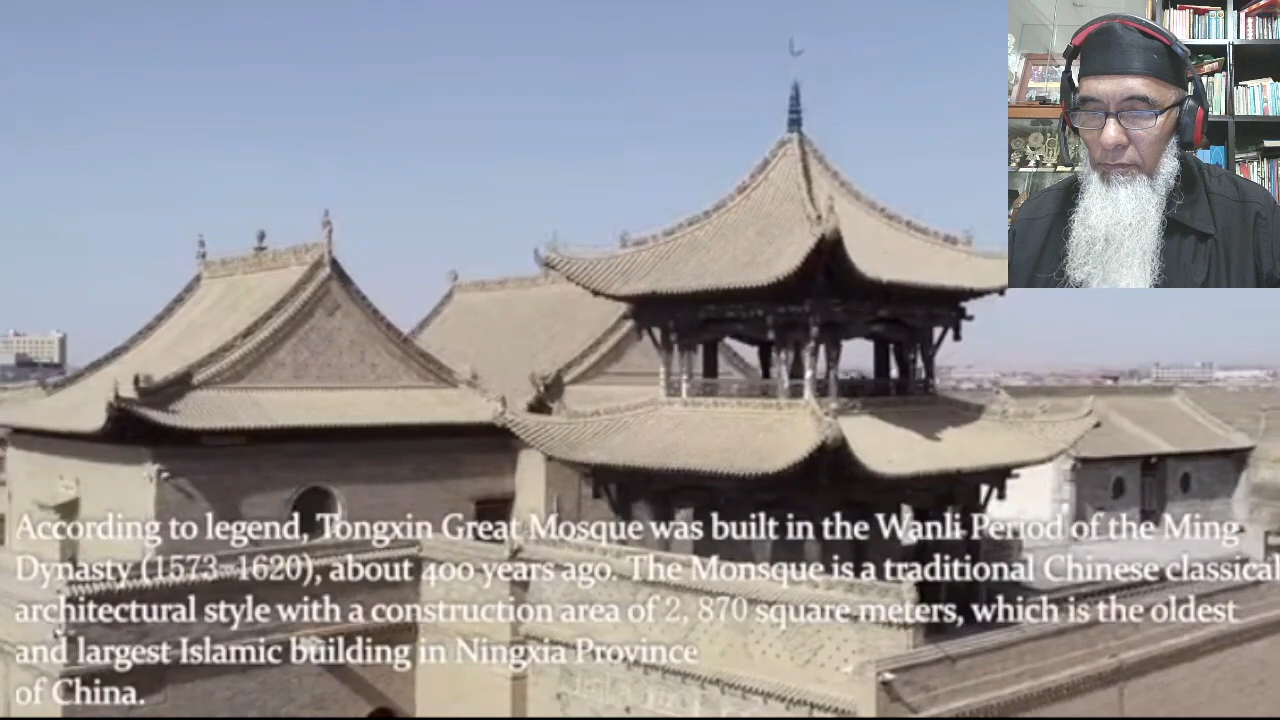 According to legend, Tongxin Great Mosque was built in the Wanli Period of the Ming
Dynasty (1573-1620), about 400 years ago. The Monsque is a traditional Chinese classical
architectural style with a construction area of 2, 870 square meters, which is the oldest
and largest Islamic building in Ningxia Province
of China.